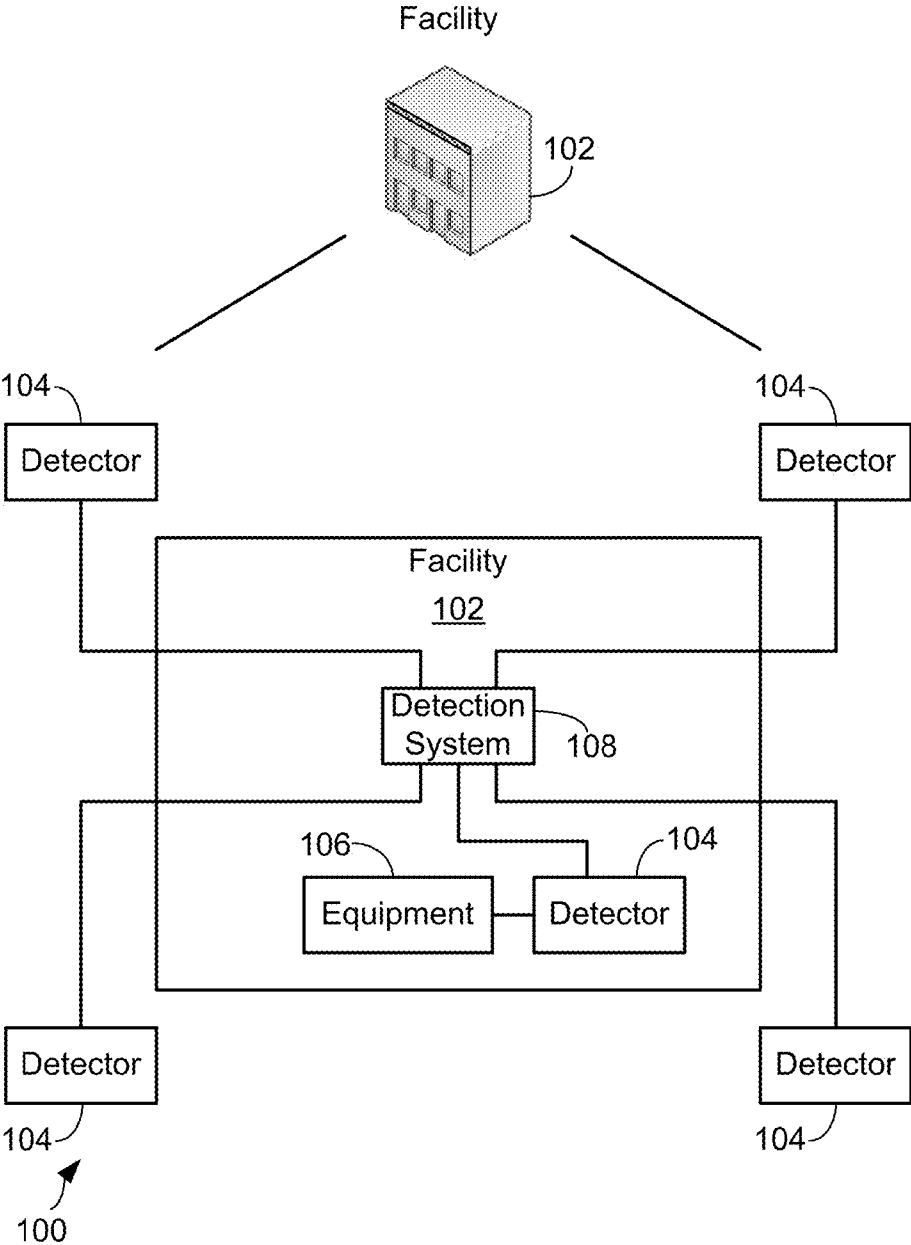 Facility
102
104
104
Detector
Detector
Facility
102
Detection
System
108
106
104
Equipment
Detector
Detector
Detector
104
104
100